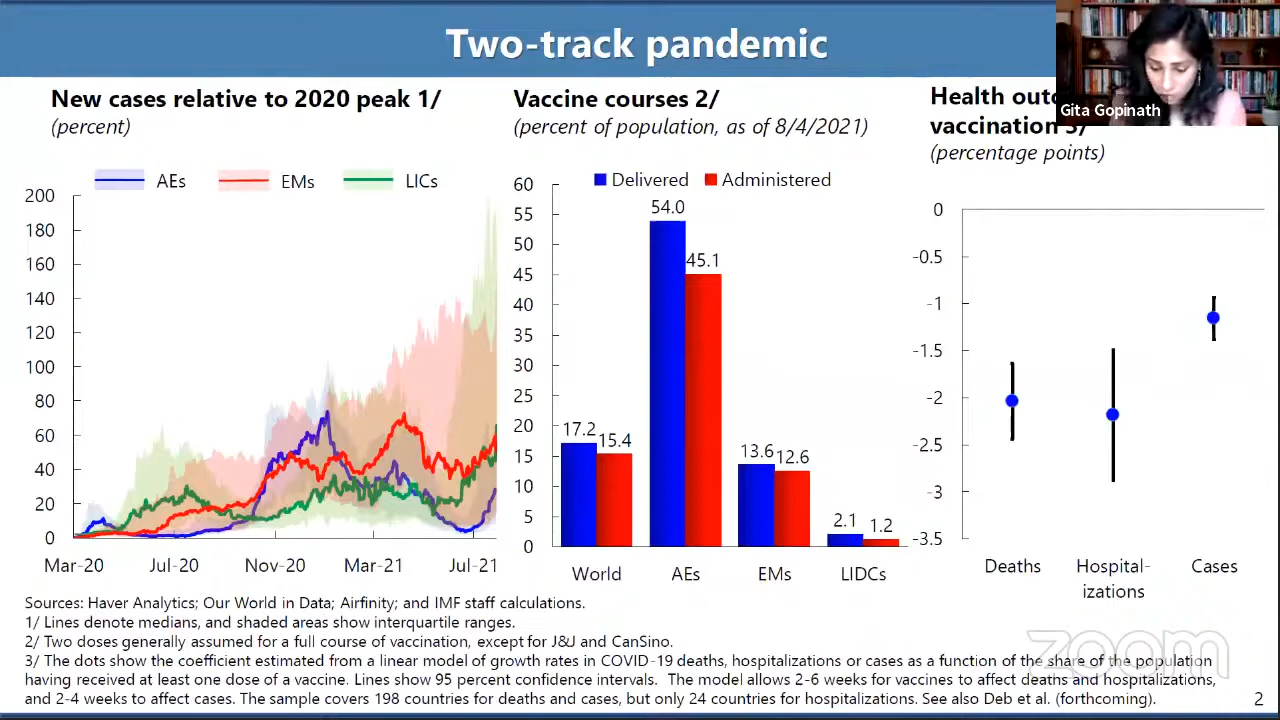 Two-track pandemic
Gita Gopinath
New cases relative to 2020 peak 1/
(percent)
AEs EMs LICs
200
180
160
140
120
100
80
60
40
20
0
Mar-20 Jul-20 Nov-20 Mar-21 Jul-21
Vaccine courses 2/
(percent of population, as of 8/4/2021)
Delivered Administered
60
55
50
45
40
35
30
25
20
15
10
5
0
17.2 15.4
54.0 45.1
13.6 12.6
2.1 1.2
World AEs EMs LIDCs
Health
vaccination 3/
(percentage points)
0
-0.5
-1
-1.5
-2
-2.5
-3
-3.5
Deaths Hospital- Cases
izations
Sources: Haver Analytics; Our World in Data; Airfinity; and IMF staff calculations.
1/ Lines denote medians, and shaded areas show interquartile ranges.
2/ Two doses generally assumed for a full course of vaccination, except for J&J and CanSino.
3/ The dots show the coefficient estimated from a linear model of growth rates in COVID-19 deaths, hospitalizations or cases as a function of the share of the population
having received at least one dose of a vaccine. Lines show 95 percent confidence intervals. The model allows 2-6 weeks for vaccines to affect deaths and hospitalizations,
and 2-4 weeks to affect cases. The sample covers 198 countries for deaths and cases, but only 24 countries for hospitalizations. See also Deb et al. (forthcoming).
zoom
2